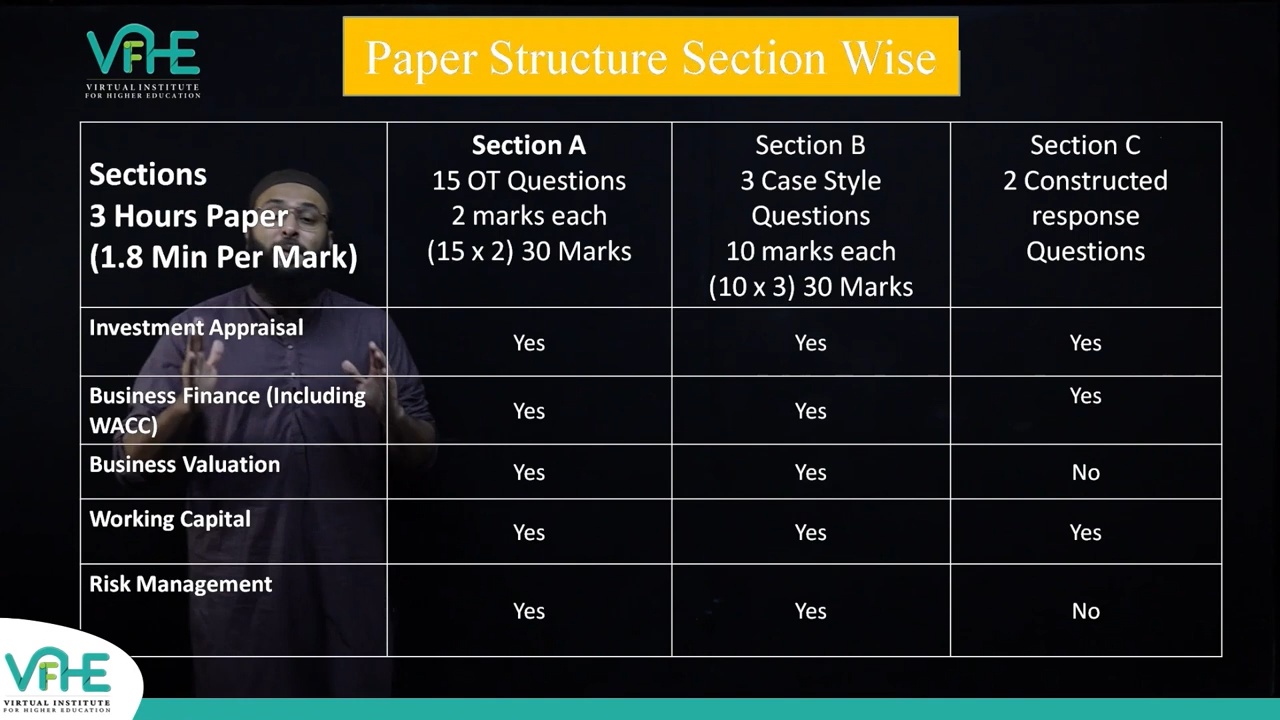 VFHE
VIRTUAL INSTITUTE
FOR HIGHER EDUCATION
Paper Structure Section Wise
Sections
3 Hours Paper
(1.8 Min Per Mark)
Section A
15 OT Questions
2 marks each
(15 x 2) 30 Marks
Section B
3 Case Style
Questions
10 marks each
(10 x 3) 30 Marks
Section C
2 Constructed
response
Questions
Investment Appraisal
Yes
Yes
Yes
Business Finance (Including
WACC)
Yes
Yes
Yes
Business Valuation
Yes
Yes
No
Working Capital
Yes
Yes
Yes
Risk Management
Yes
Yes
No
VFHE
VIRTUAL INSTITUTE
FOR HIGHER EDUCATION